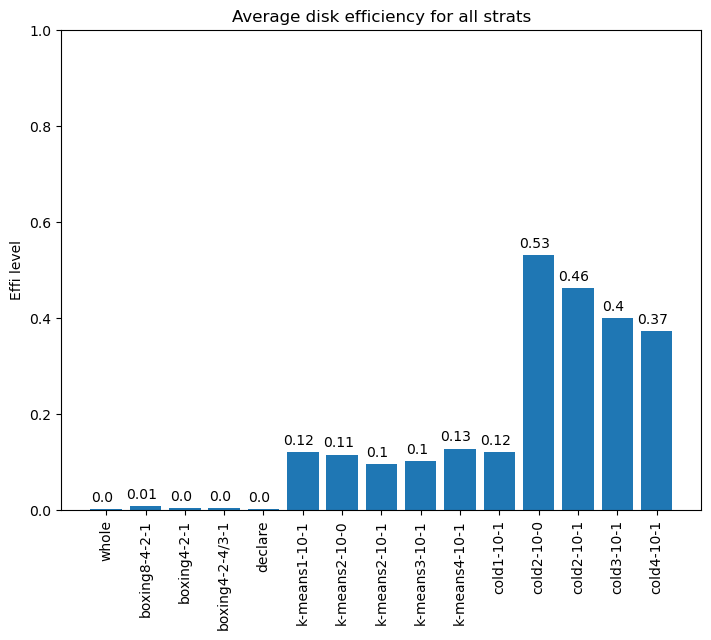 Average disk efficiency for all strats
Effi level
1.0
0.8
0.6
0.4
0.2
0.0
0.0
0.01
0.0
0.0
0.0
0.12
0.11
0.1
0.1
0.13
0.12
0.53
0.46
0.4
0.37
whole
boxing8-4-2-1
boxing4-2-1
boxing4-2-4/3-1
declare
k-means1-10-1
k-means2-10-0
k-means2-10-1
k-means3-10-1
k-means4-10-1
cold1-10-1
cold2-10-0
cold2-10-1
cold3-10-1
cold4-10-1